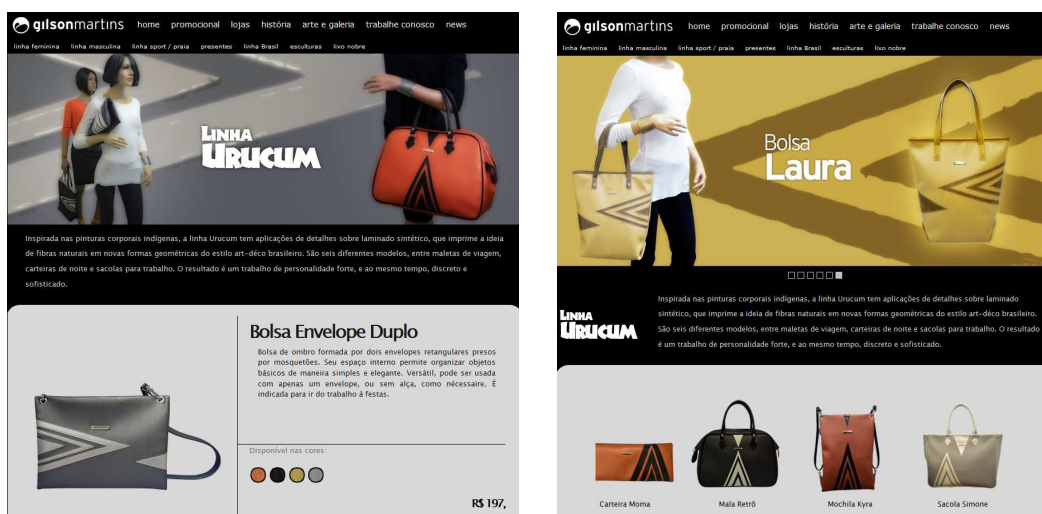 gilsonmartins home promocional lojas história arte e galeria trabalhe conosco news
linha feminina linha masculina linha sport / praia presentes linha Brasil esculturas lixo nobre
LINHA
URUCUM
Inspirada nas pinturas corporais indígenas, a linha Urucum tem aplicações de detalhes sobre laminado sintético, que imprime a ideia
de fibras naturais em novas formas geométricas do estilo art-déco brasileiro. São seis diferentes modelos, entre maletas de viagem,
carteiras de noite e sacolas para trabalho. O resultado é um trabalho de personalidade forte, e ao mesmo tempo, discreto e
sofisticado.
Bolsa Envelope Duplo
Bolsa de ombro formada por dois envelopes retangulares presos
por mosquetões. Seu espaço interno permite organizar objetos
básicos de maneira simples e elegante. Versátil, pode ser usada
com apenas um envelope, ou sem alça, como nécessaire. É
indicada para ir do trabalho à festas.
Disponível nas cores:
R$ 197,
gilsonmartins home promocional lojas história arte e galeria trabalhe conosco news
linha feminina linha masculina linha sport / praia presentes linha Brasil esculturas lixo nobre
Bolsa
Laura
LINHA
URUCUM
Inspirada nas pinturas corporais indígenas, a linha Urucum tem aplicações de detalhes sobre laminado
sintético, que imprime a ideia de fibras naturais em novas formas geométricas do estilo art-déco brasileiro.
São seis diferentes modelos, entre maletas de viagem, carteiras de noite e sacolas para trabalho. O resultado
é um trabalho de personalidade forte, e ao mesmo tempo, discreto e sofisticado.
Carteira Moma Mala Retrô Mochila Kyra Sacola Simone